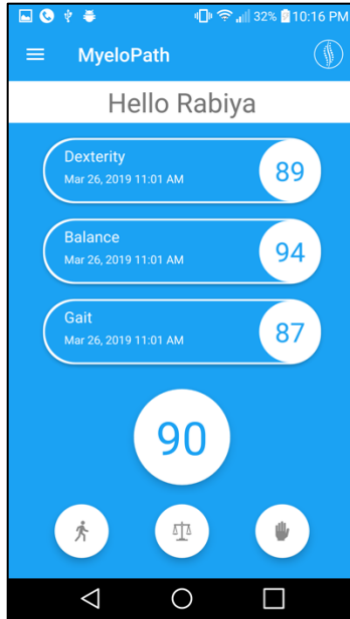 32% 10:16 PM
MyeloPath
Hello Rabiya
Dexterity
Mar 26, 2019 11:01 AM
89
Balance
Mar 26, 2019 11:01 AM
94
Gait
Mar 26, 2019 11:01 AM
87
90